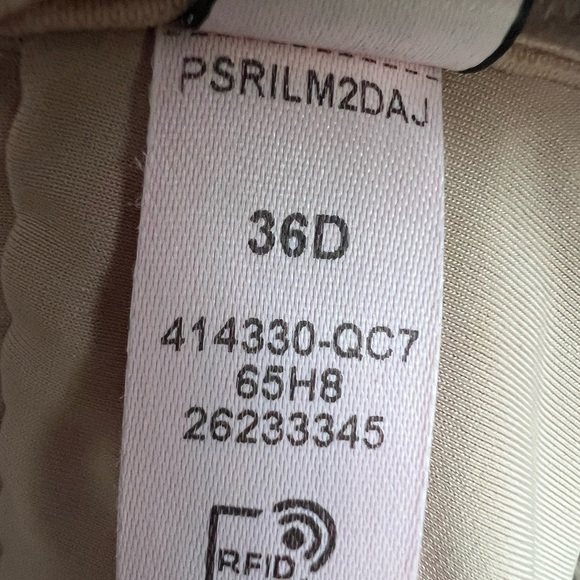 PSRILM2DAJ
36D
414330-QC7
65H8
26233345
RFID